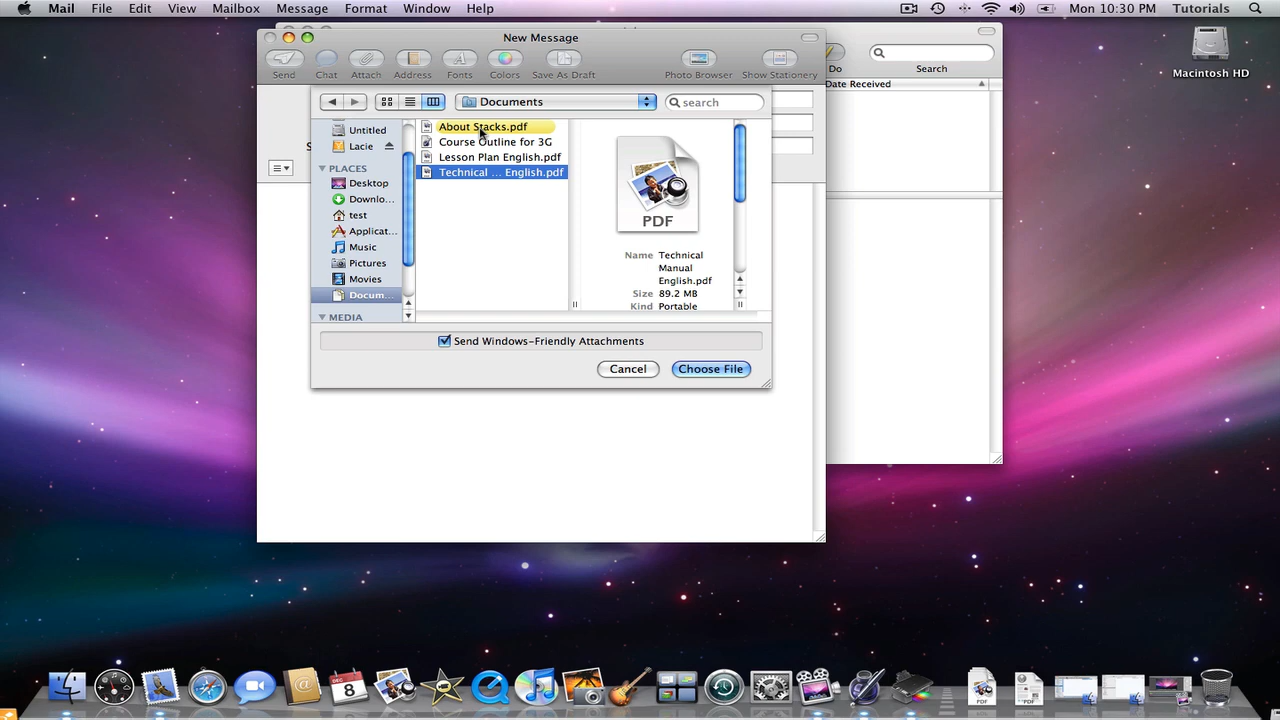 Mail File Edit View Mailbox Message Format Window Help Mon 10:30 PM Tutorials
New Message
Send Chat Attach Address Fonts Colors Save As Draft Photo Browser Show Stationery
Do Search
Date Received
Macintosh HD
Documents
search
Untitled
Lacie
PLACES
Desktop
Downlo...
test
Applicat...
Music
Pictures
Movies
Docum...
MEDIA
About Stacks.pdf
Course Outline for 3G
Lesson Plan English.pdf
Technical ... English.pdf
PDF
Name Technical
Manual
English.pdf
Size 89.2 MB
Kind Portable
Send Windows-Friendly Attachments
Cancel Choose File
DEC
8
PDF